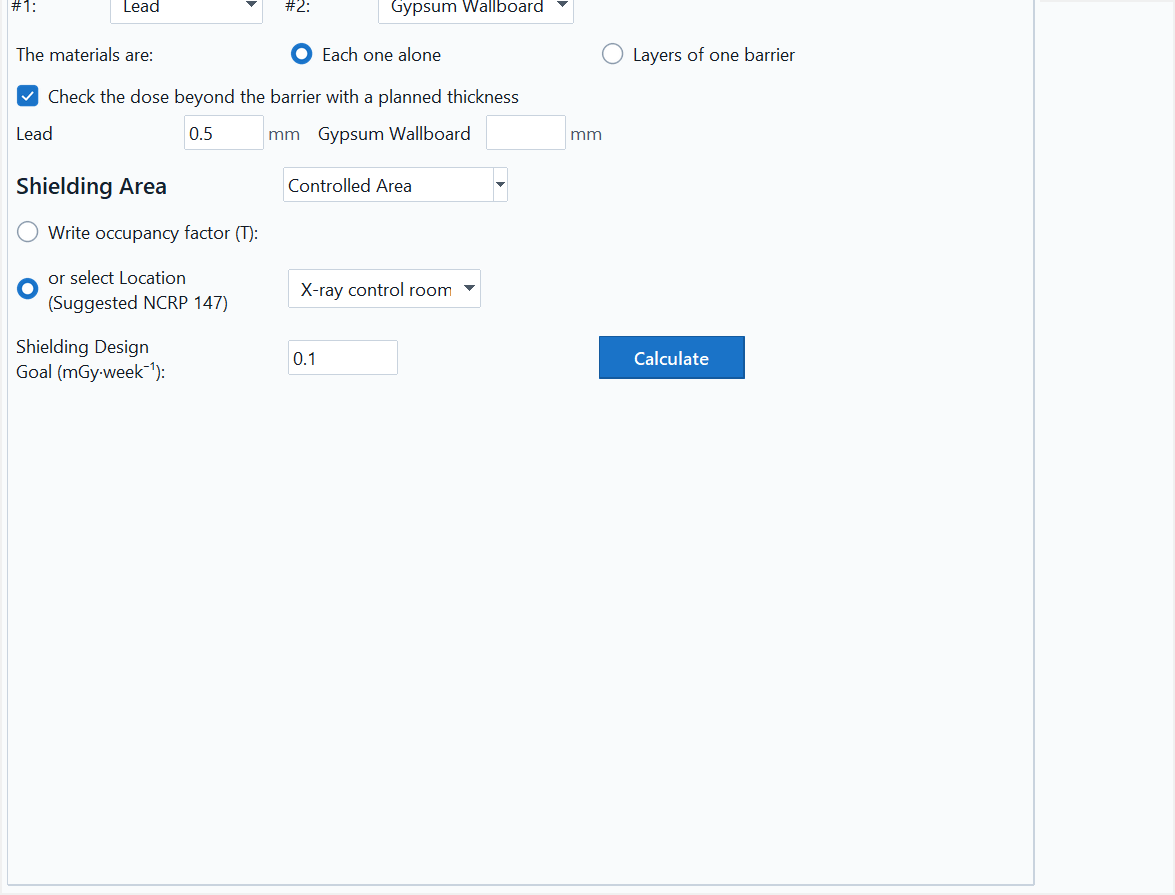 #1: Lead #2: Gypsum Wallboard
The materials are: Each one alone Layers of one barrier
Check the dose beyond the barrier with a planned thickness
Lead 0.5 mm Gypsum Wallboard mm
Shielding Area Controlled Area
Write occupancy factor (T):
or select Location
(Suggested NCRP 147) X-ray control room
Shielding Design
Goal (mGy·week⁻¹): 0.1 Calculate